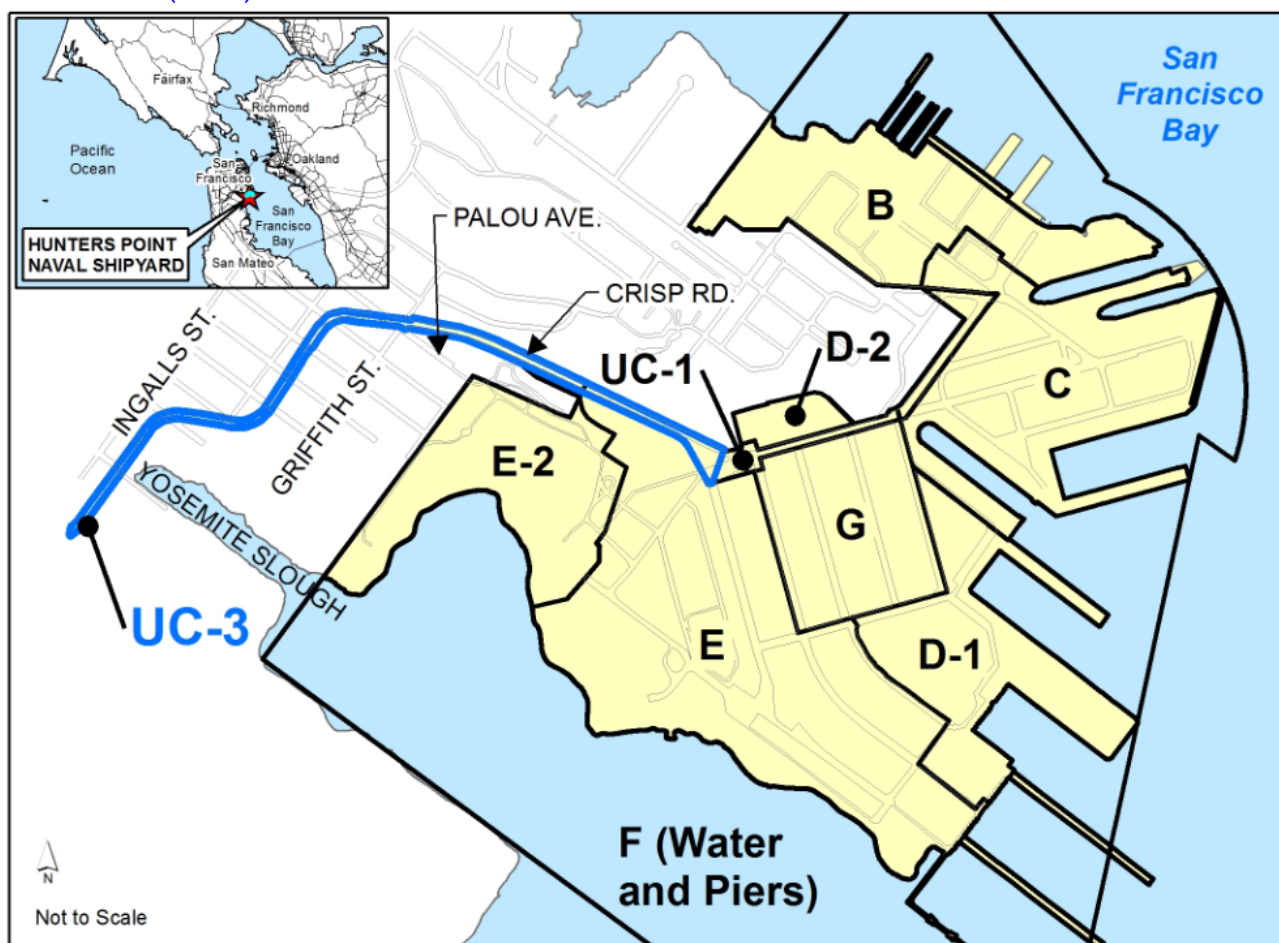 San
Francisco
Bay
Fairfax
Richmond
Pacific
Ocean
San
Francisco
Oakland
San
Francisco
Bay
HUNTERS POINT
NAVAL SHIPYARD
San Mateo
PALOU AVE.
CRISP RD.
INGALLS ST.
GRIFFITH ST.
YOSEMITE SLOUGH
UC-3
UC-1
D-2
B
C
E-2
G
E
D-1
F (Water
and Piers)
N
Not to Scale